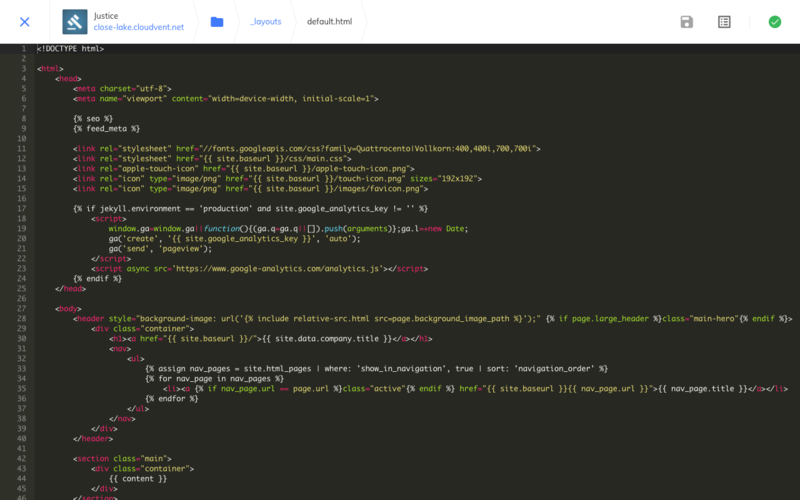 Justice
close-lake.cloudvent.net
_layouts
default.html
1 <!DOCTYPE html>
2
3 <html>
4 <head>
5 <meta charset="utf-8">
6 <meta name="viewport" content="width=device-width, initial-scale=1">
7
8 {% seo %}
9 {% feed_meta %}
10
11 <link rel="stylesheet" href="//fonts.googleapis.com/css?family=Quattrocento|Vollkorn:400,400i,700,700i">
12 <link rel="stylesheet" href="{{ site.baseurl }}/css/main.css">
13 <link rel="apple-touch-icon" href="{{ site.baseurl }}/apple-touch-icon.png">
14 <link rel="icon" type="image/png" href="{{ site.baseurl }}/touch-icon.png" sizes="192x192">
15 <link rel="icon" type="image/png" href="{{ site.baseurl }}/images/favicon.png">
16
17 {% if jekyll.environment == 'production' and site.google_analytics_key != '' %}
18 <script>
19 window.ga=window.ga||function(){(ga.q=ga.q||[]).push(arguments)};ga.l=+new Date;
20 ga('create', '{{ site.google_analytics_key }}', 'auto');
21 ga('send', 'pageview');
22 </script>
23 <script async src='https://www.google-analytics.com/analytics.js'></script>
24 {% endif %}
25 </head>
26
27 <body>
28 <header style="background-image: url('{% include relative-src.html src=page.background_image_path %}');" {% if page.large_header %}class="main-hero"{% endif %}>
29 <div class="container">
30 <h1><a href="{{ site.baseurl }}/">{{ site.data.company.title }}</a></h1>
31 <nav>
32 <ul>
33 {% assign nav_pages = site.html_pages | where: 'show_in_navigation', true | sort: 'navigation_order' %}
34 {% for nav_page in nav_pages %}
35 <li><a {% if nav_page.url == page.url %}class="active"{% endif %} href="{{ site.baseurl }}{{ nav_page.url }}">{{ nav_page.title }}</a></li>
36 {% endfor %}
37 </ul>
38 </nav>
39 </div>
40 </header>
41
42 <section class="main">
43 <div class="container">
44 {{ content }}
45 </div>
46 </section>